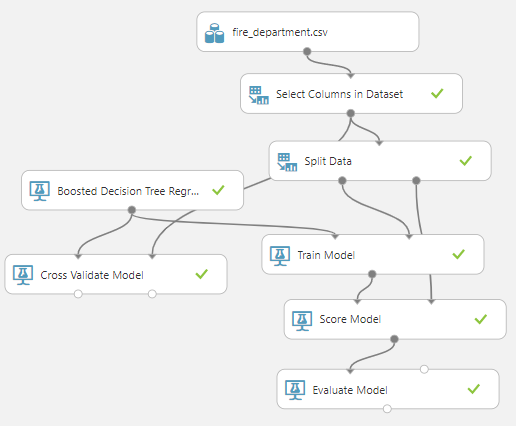 fire_department.csv
Select Columns in Dataset
Split Data
Boosted Decision Tree Regr...
Train Model
Cross Validate Model
Score Model
Evaluate Model